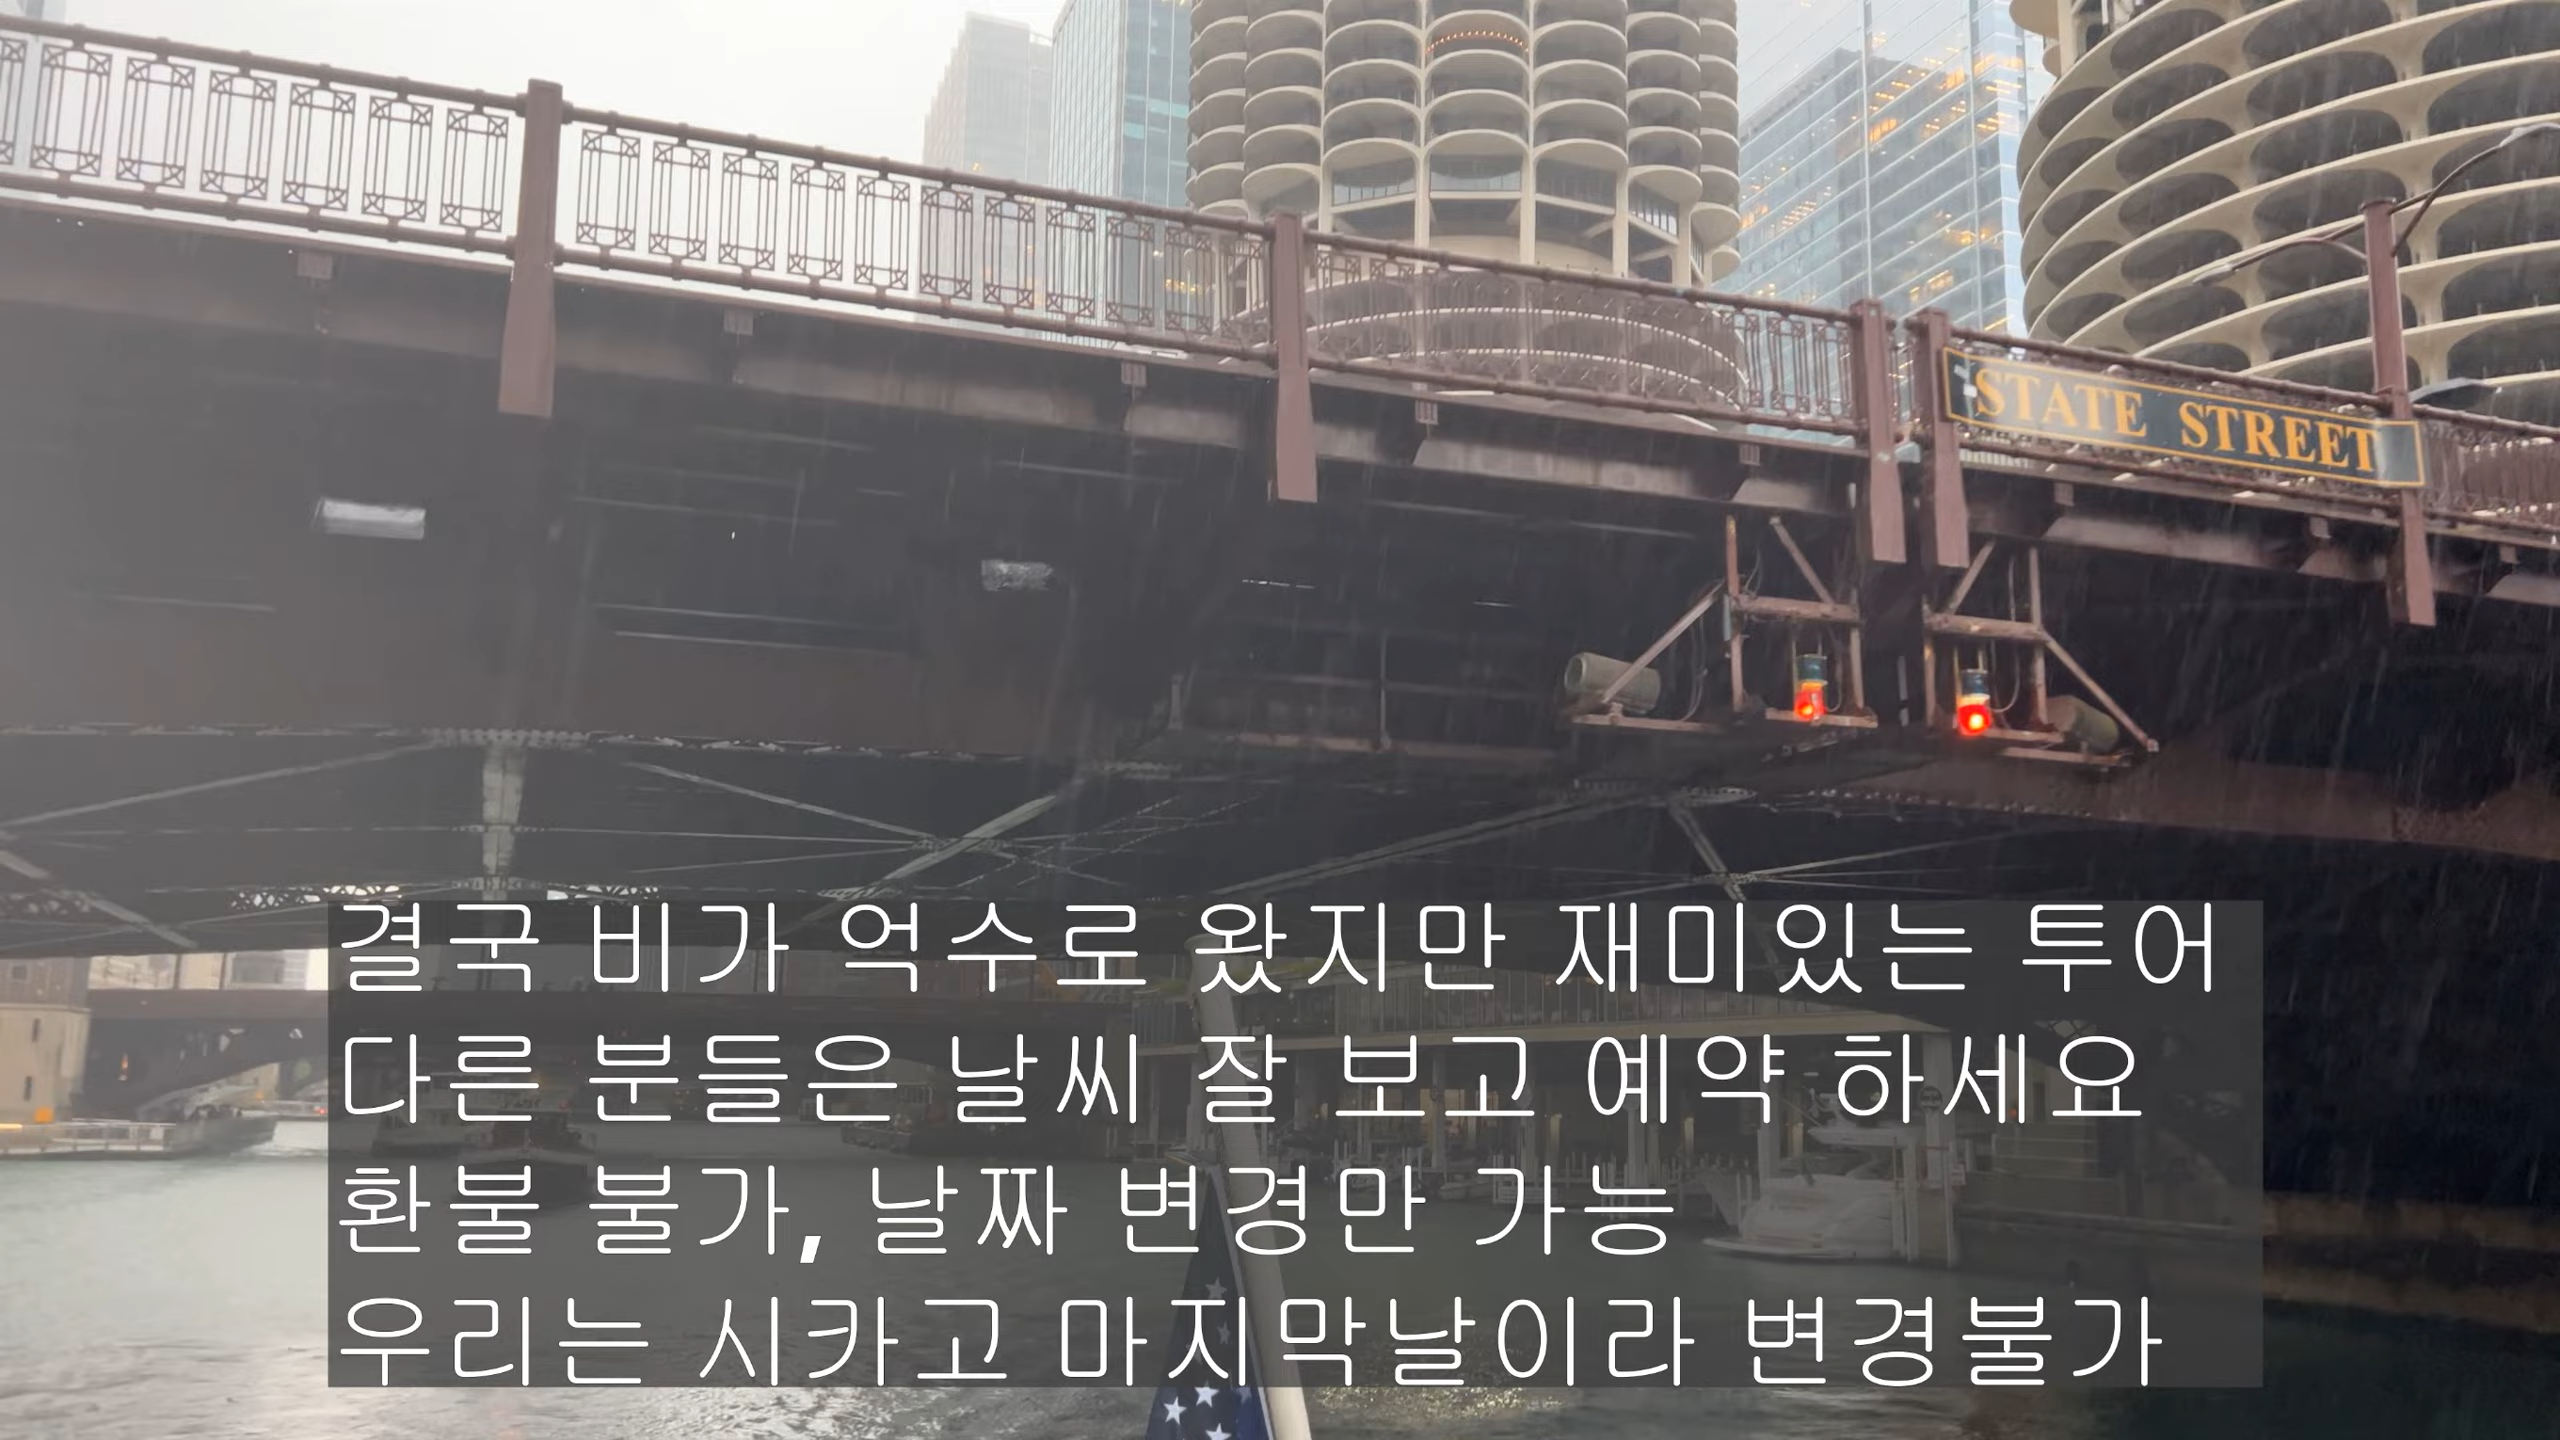 STATE STREET
결국 비가 억수로 왔지만 재미있는 투어
다른 분들은 날씨 잘 보고 예약 하세요
환불 불가, 날짜 변경만 가능
우리는 시카고 마지막날이라 변경불가